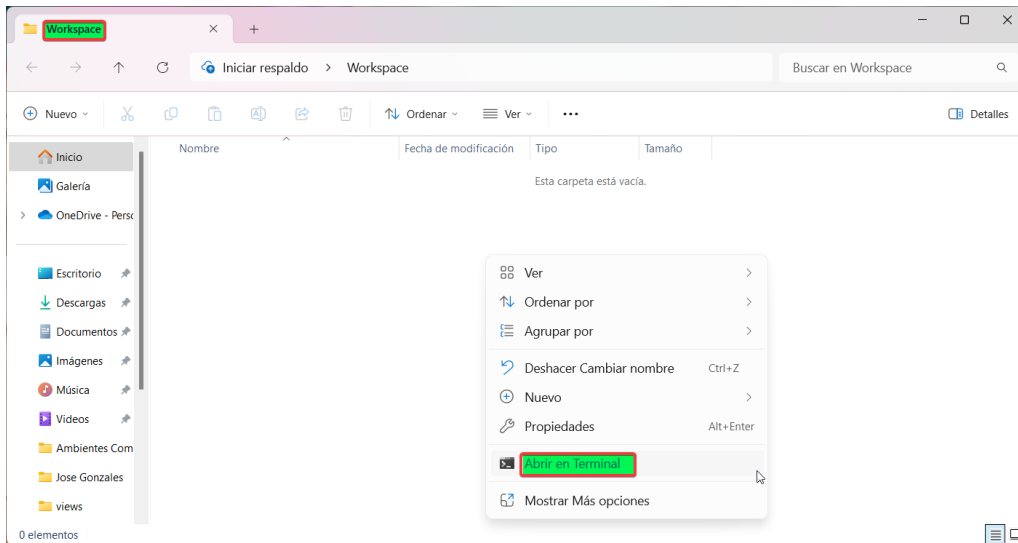 Workspace
Iniciar respaldo > Workspace
Buscar en Workspace
Nuevo
Ordenar
Ver
Detalles
Inicio
Galería
OneDrive - Perso
Escritorio
Descargas
Documentos
Imágenes
Música
Videos
Ambientes Com
Jose Gonzales
views
Nombre
Fecha de modificación
Tipo
Tamaño
Esta carpeta está vacía.
Ver
Ordenar por
Agrupar por
Deshacer Cambiar nombre Ctrl+Z
Nuevo
Propiedades Alt+Enter
Abrir en Terminal
Mostrar Más opciones
0 elementos